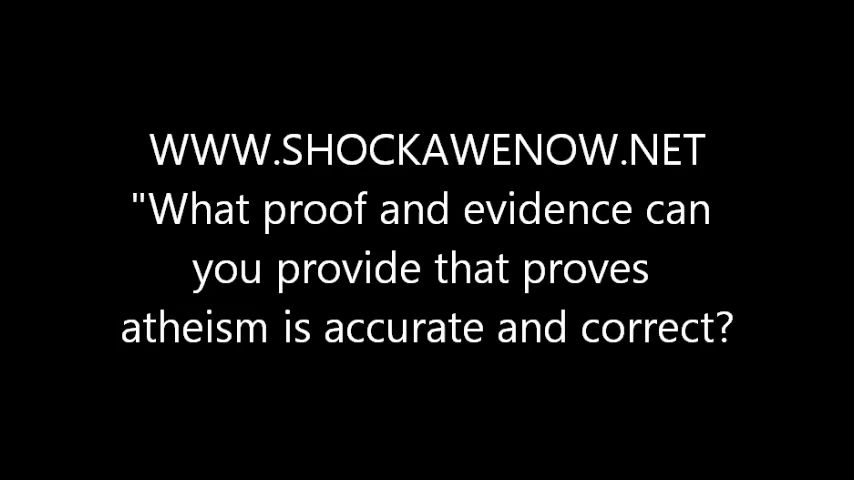 WWW.SHOCKAWENOW.NET
"What proof and evidence can
you provide that proves
atheism is accurate and correct?